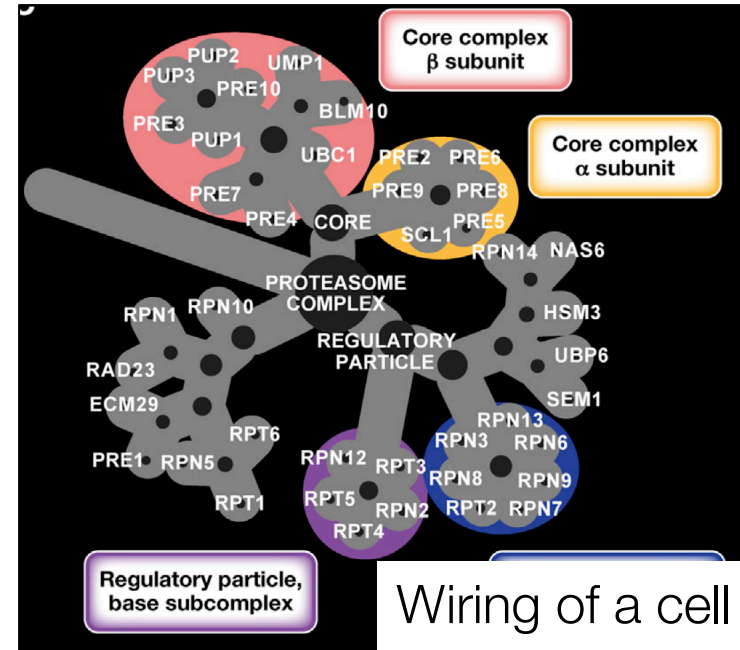 Core complex
β subunit
PUP2
UMP1
PUP3
PRE10
BLM10
PRE3
PUP1
UBC1
PRE7
PRE4
CORE
Core complex
α subunit
PRE2
PRE6
PRE9
PRE8
SCL1
PRE5
RPN14
NAS6
HSM3
UBP6
SEM1
PROTEASOME
COMPLEX
REGULATORY
PARTICLE
RPN10
RPN1
RAD23
ECM29
RPT6
PRE1
RPN5
RPT1
RPN12
RPT3
RPT5
RPN2
RPT4
RPN13
RPN3
RPN6
RPN8
RPN9
RPT2
RPN7
Regulatory particle,
base subcomplex
Wiring of a cell